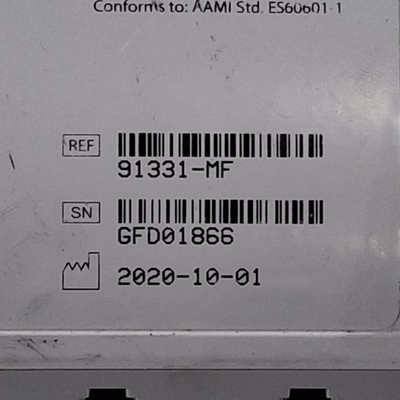 Conforms to: AAMI Std. ES60601-1
REF
91331-MF
SN
GFD01866
2020-10-01